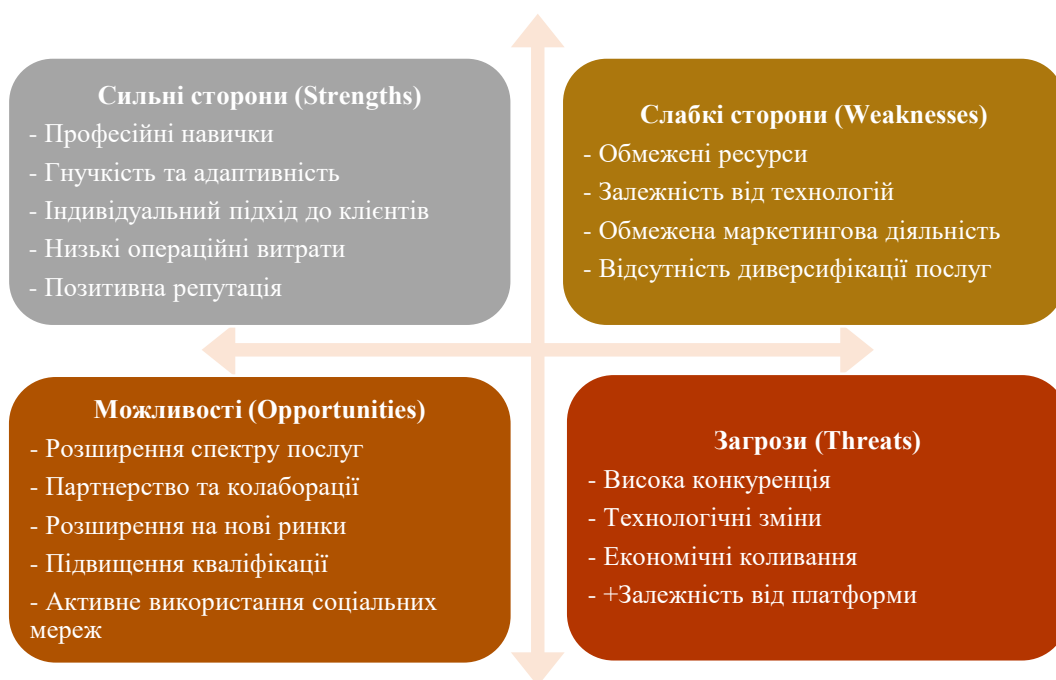 Сильні сторони (Strengths)
- Професійні навички
- Гнучкість та адаптивність
- Індивідуальний підхід до клієнтів
- Низькі операційні витрати
- Позитивна репутація
Слабкі сторони (Weaknesses)
- Обмежені ресурси
- Залежність від технологій
- Обмежена маркетингова діяльність
- Відсутність диверсифікації послуг
Можливості (Opportunities)
- Розширення спектру послуг
- Партнерство та колаборації
- Розширення на нові ринки
- Підвищення кваліфікації
- Активне використання соціальних
мереж
Загрози (Threats)
- Висока конкуренція
- Технологічні зміни
- Економічні коливання
- +Залежність від платформи